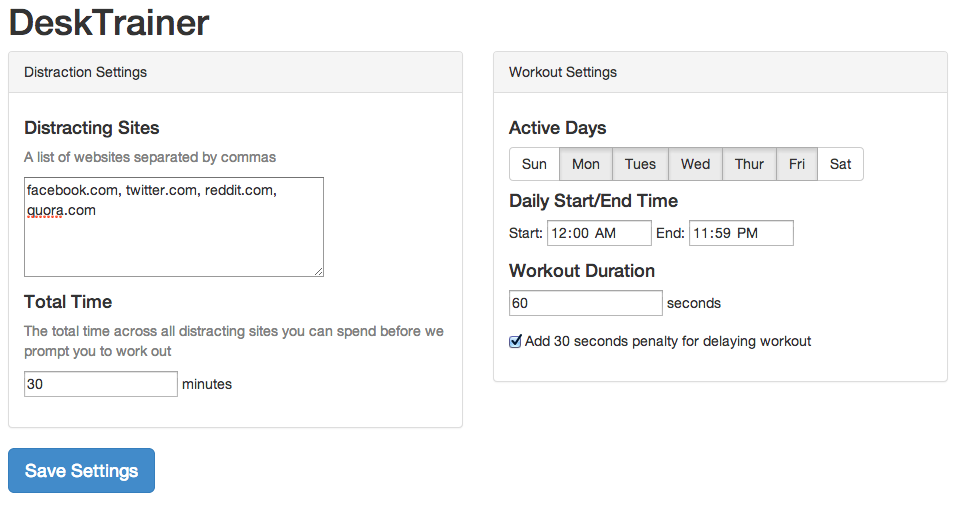 DeskTrainer
Distraction Settings
Distracting Sites
A list of websites separated by commas
facebook.com, twitter.com, reddit.com,
quora.com
Total Time
The total time across all distracting sites you can spend before we
prompt you to work out
30 minutes
Save Settings
Workout Settings
Active Days
Sun Mon Tues Wed Thur Fri Sat
Daily Start/End Time
Start: 12:00 AM End: 11:59 PM
Workout Duration
60 seconds
Add 30 seconds penalty for delaying workout